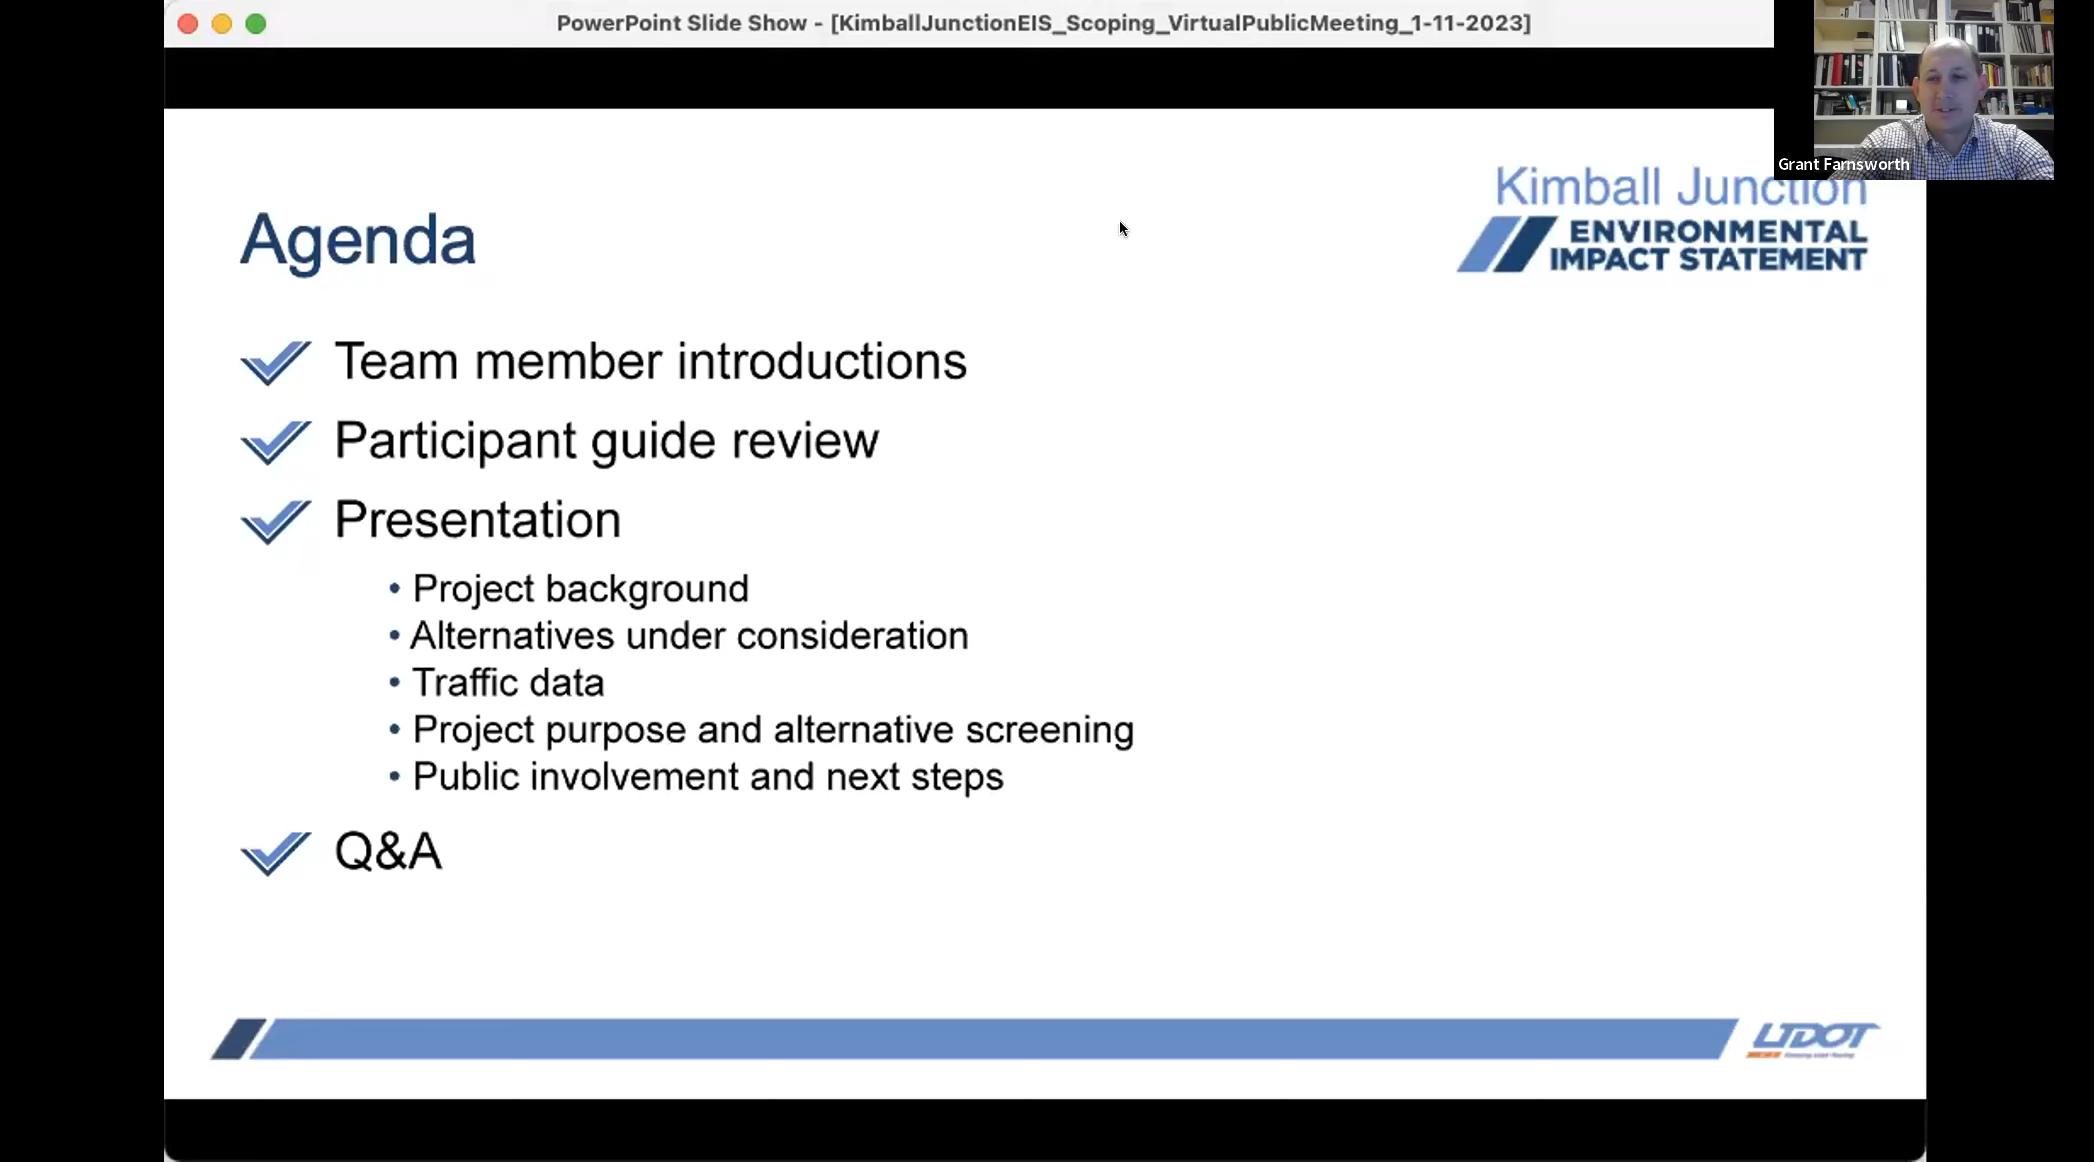 PowerPoint Slide Show - [KimballJunctionEIS_Scoping_VirtualPublicMeeting_1-11-2023]
Grant Farnsworth
Kimball Junction
ENVIRONMENTAL
IMPACT STATEMENT
Agenda
Team member introductions
Participant guide review
Presentation
• Project background
• Alternatives under consideration
• Traffic data
• Project purpose and alternative screening
• Public involvement and next steps
Q&A
UDOT